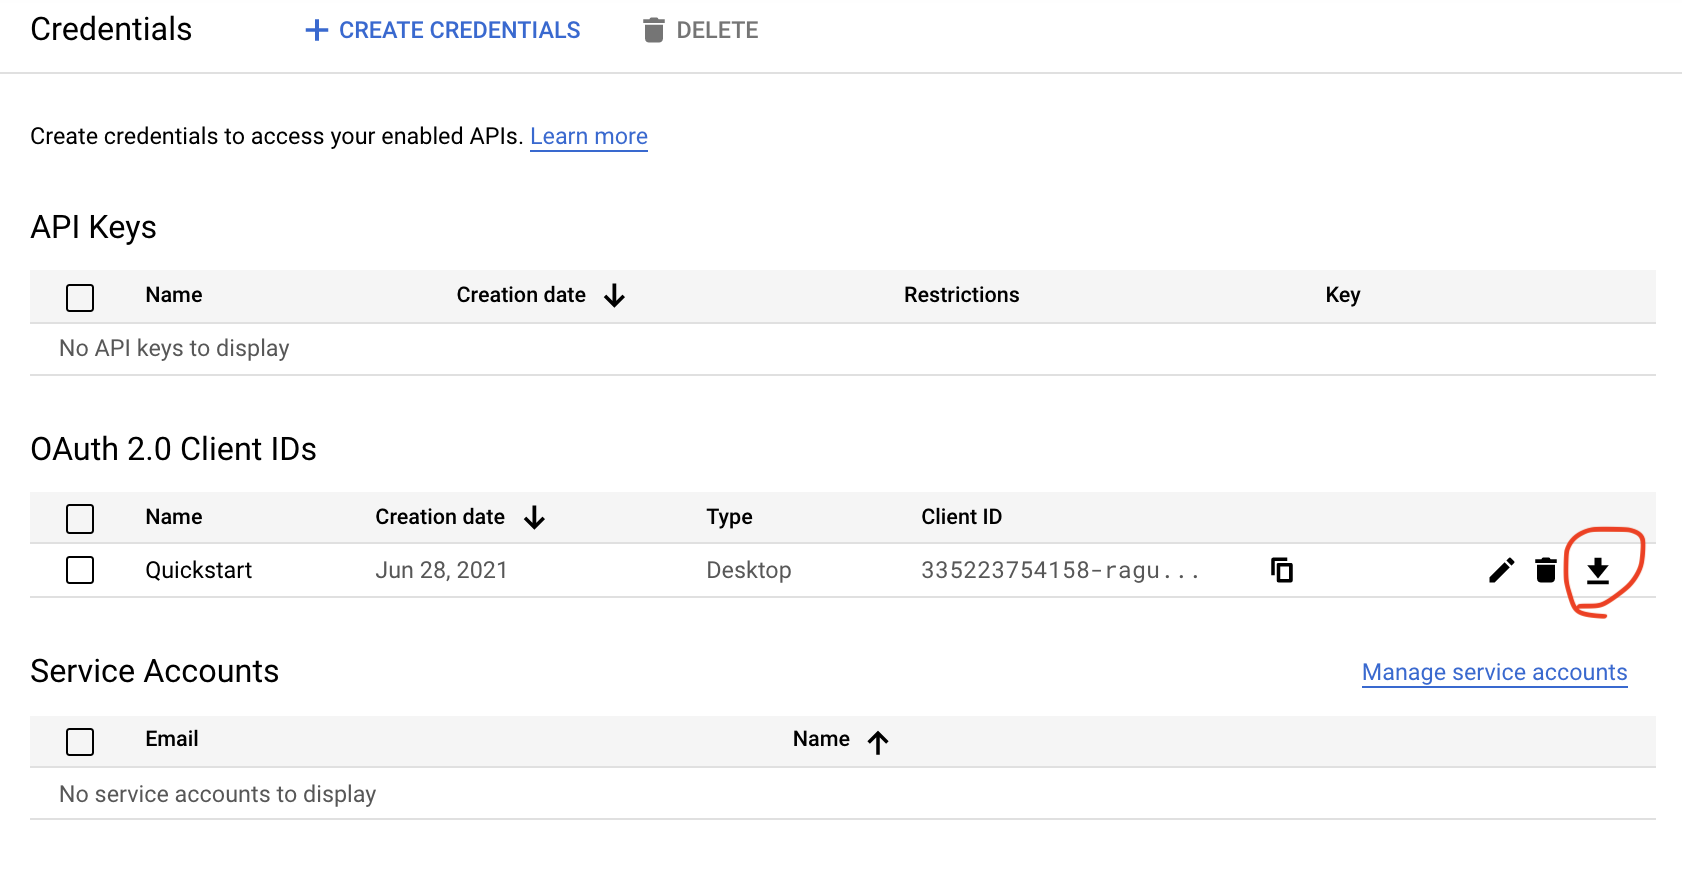 Credentials CREATE CREDENTIALS DELETE
Create credentials to access your enabled APIs. Learn more
API Keys
Name Creation date Restrictions Key
No API keys to display
OAuth 2.0 Client IDs
Name Creation date Type Client ID
Quickstart Jun 28, 2021 Desktop 335223754158-ragu...
Service Accounts Manage service accounts
Email Name
No service accounts to display